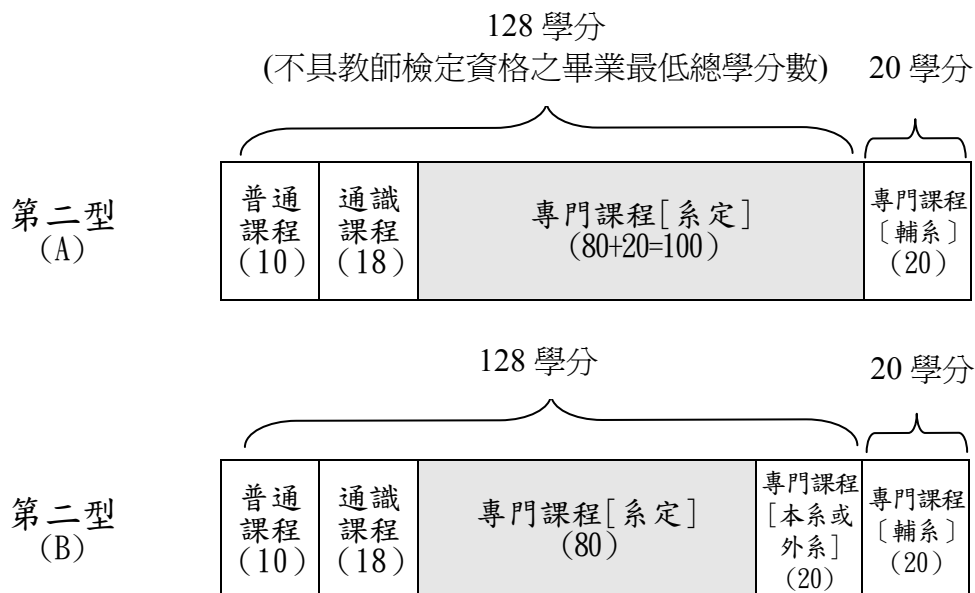 128 學分
(不具教師檢定資格之畢業最低總學分數)
20 學分
第二型
(A)
普通
課程
(10)
通識
課程
(18)
專門課程[系定]
(80+20=100)
專門課程
〔輔系〕
(20)
128 學分
20 學分
第二型
(B)
普通
課程
(10)
通識
課程
(18)
專門課程[系定]
(80)
專門課程
[本系或
外系]
(20)
專門課程
〔輔系〕
(20)